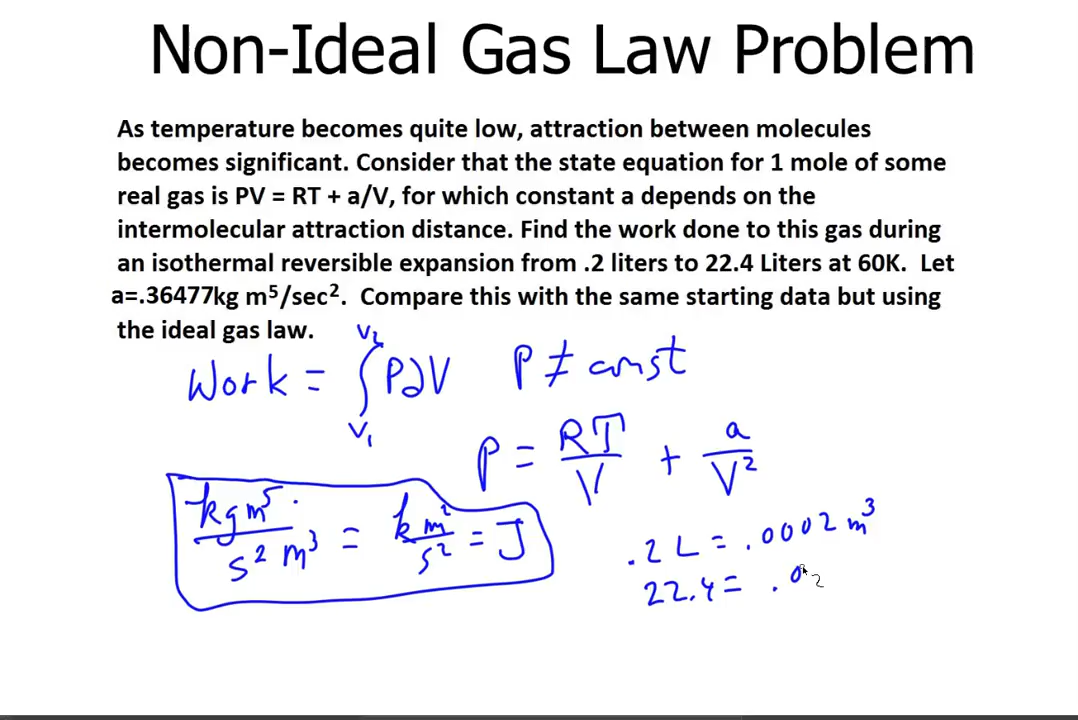 Non-Ideal Gas Law Problem
As temperature becomes quite low, attraction between molecules
becomes significant. Consider that the state equation for 1 mole of some
real gas is PV = RT + a/V, for which constant a depends on the
intermolecular attraction distance. Find the work done to this gas during
an isothermal reversible expansion from .2 liters to 22.4 Liters at 60K. Let
a=.36477kg m⁵/sec². Compare this with the same starting data but using
the ideal gas law.
Work = ∫V₁V₂ PdV P ≠ const
P = RT/V + a/V²
kgm⁵/s²m³ = km²/s² = J
.2 L = .0002 m³
22.4 = .02